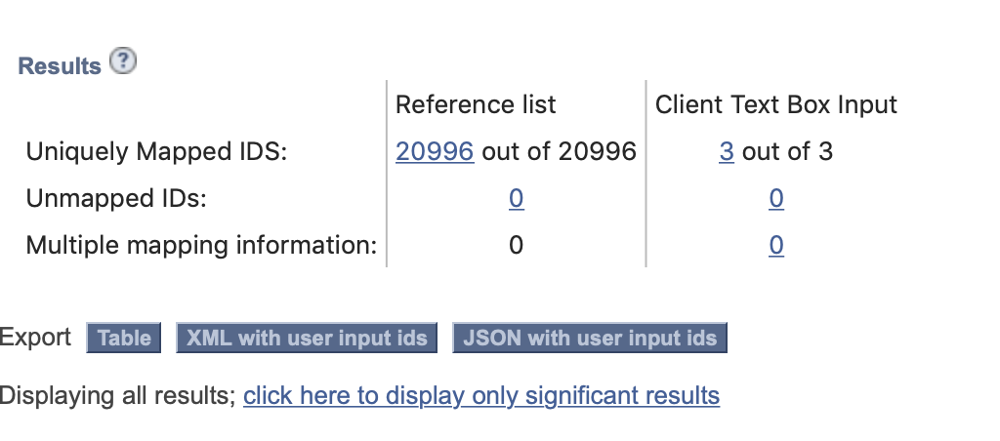 Results ?
Reference list Client Text Box Input
Uniquely Mapped IDS: 20996 out of 20996 3 out of 3
Unmapped IDs: 0 0
Multiple mapping information: 0 0
Export Table XML with user input ids JSON with user input ids
Displaying all results; click here to display only significant results